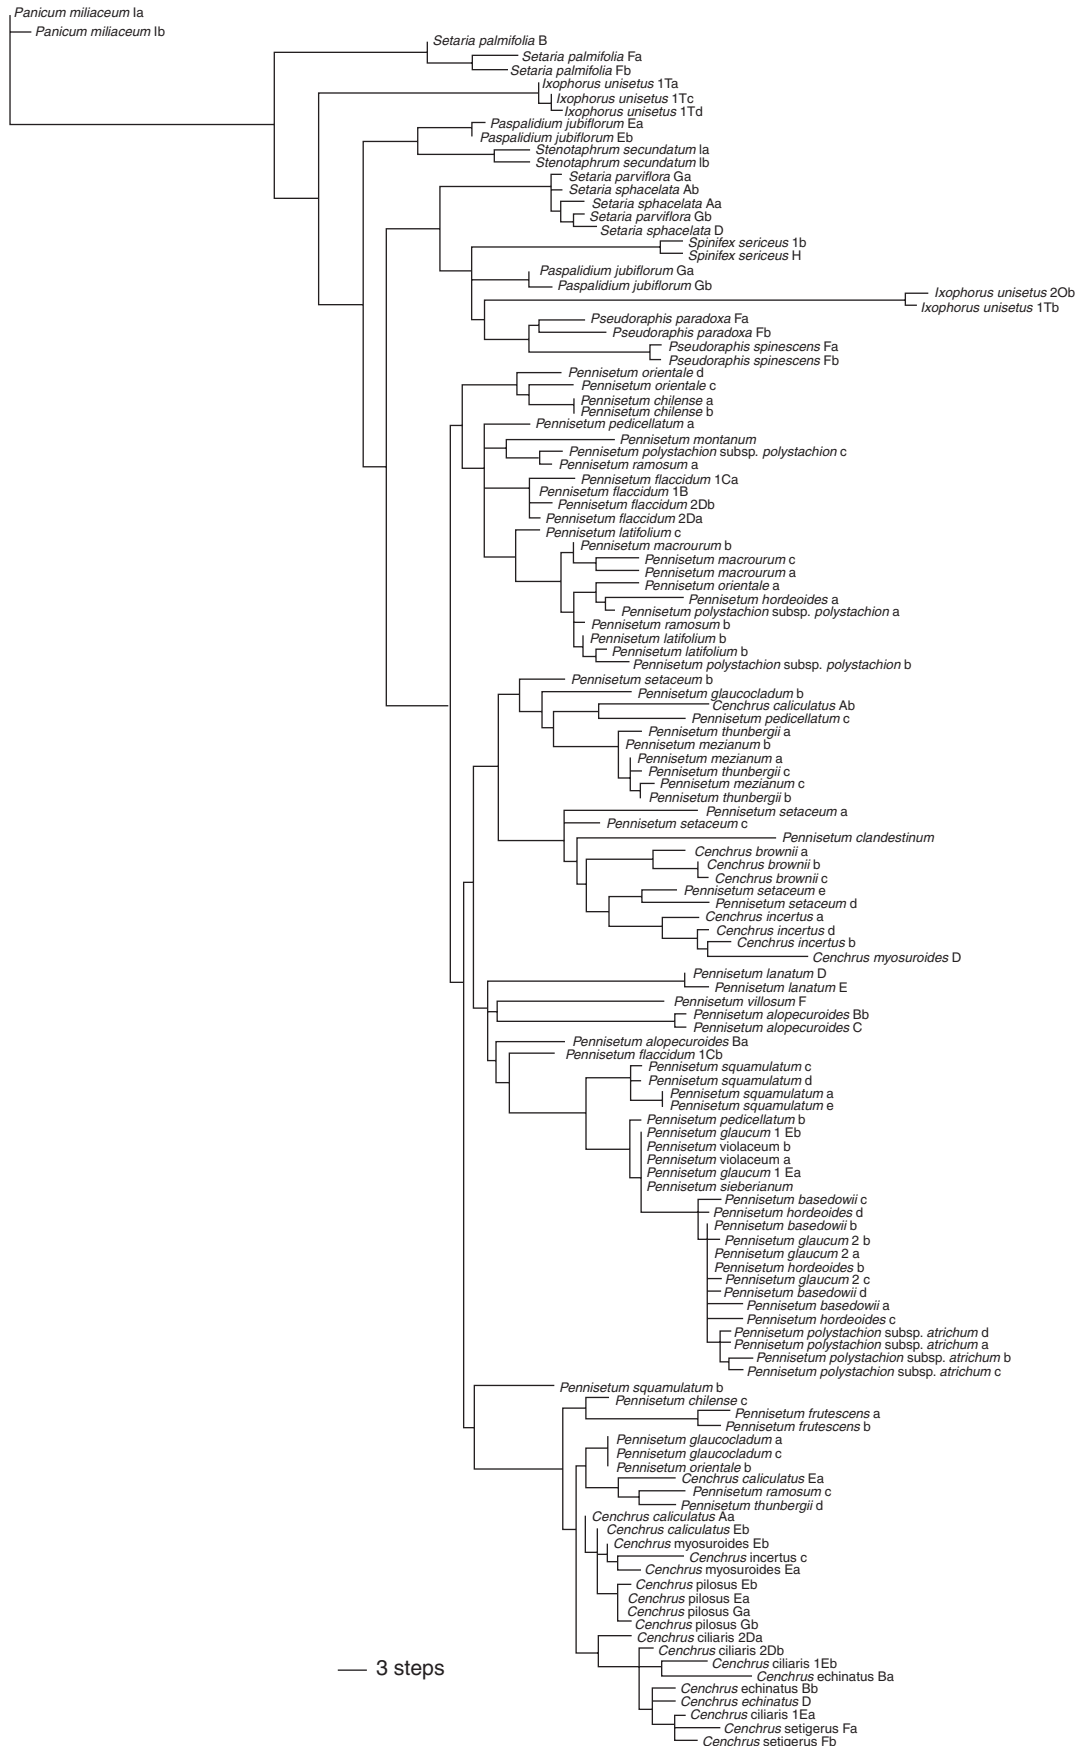 Panicum miliaceum Ia
Panicum miliaceum Ib
Setaria palmifolia B
Setaria palmifolia Fa
Setaria palmifolia Fb
Ixophorus unisetus 1Ta
Ixophorus unisetus 1Tc
Ixophorus unisetus 1Td
Paspalidium jubiflorum Ea
Paspalidium jubiflorum Eb
Stenotaphrum secundatum Ia
Stenotaphrum secundatum Ib
Setaria parviflora Ga
Setaria sphacelata Ab
Setaria sphacelata Aa
Setaria parviflora Gb
Setaria sphacelata D
Spinifex sericeus 1b
Spinifex sericeus H
Paspalidium jubiflorum Ga
Paspalidium jubiflorum Gb
Ixophorus unisetus 2Ob
Ixophorus unisetus 1Tb
Pseudoraphis paradoxa Fa
Pseudoraphis paradoxa Fb
Pseudoraphis spinescens Fa
Pseudoraphis spinescens Fb
Pennisetum orientale d
Pennisetum orientale c
Pennisetum chilense a
Pennisetum chilense b
Pennisetum pedicellatum a
Pennisetum montanum
Pennisetum polystachion subsp. polystachion c
Pennisetum ramosum a
Pennisetum flaccidum 1Ca
Pennisetum flaccidum 1B
Pennisetum flaccidum 2Db
Pennisetum flaccidum 2Da
Pennisetum latifolium c
Pennisetum macrourum b
Pennisetum macrourum c
Pennisetum macrourum a
Pennisetum orientale a
Pennisetum hordeoides a
Pennisetum polystachion subsp. polystachion a
Pennisetum ramosum b
Pennisetum latifolium b
Pennisetum latifolium b
Pennisetum polystachion subsp. polystachion b
Pennisetum setaceum b
Pennisetum glaucocladum b
Cenchrus caliculatus Ab
Pennisetum pedicellatum c
Pennisetum thunbergii a
Pennisetum mezianum b
Pennisetum mezianum a
Pennisetum thunbergii c
Pennisetum mezianum c
Pennisetum thunbergii b
Pennisetum setaceum a
Pennisetum setaceum c
Pennisetum clandestinum
Cenchrus brownii a
Cenchrus brownii b
Cenchrus brownii c
Pennisetum setaceum e
Pennisetum setaceum d
Cenchrus incertus a
Cenchrus incertus d
Cenchrus incertus b
Cenchrus myosuroides D
Pennisetum lanatum D
Pennisetum lanatum E
Pennisetum villosum F
Pennisetum alopecuroides Bb
Pennisetum alopecuroides C
Pennisetum alopecuroides Ba
Pennisetum flaccidum 1Cb
Pennisetum squamulatum c
Pennisetum squamulatum d
Pennisetum squamulatum a
Pennisetum squamulatum e
Pennisetum pedicellatum b
Pennisetum glaucum 1 Eb
Pennisetum violaceum b
Pennisetum violaceum a
Pennisetum glaucum 1 Ea
Pennisetum sieberianum
Pennisetum basedowii c
Pennisetum hordeoides d
Pennisetum basedowii b
Pennisetum glaucum 2 b
Pennisetum glaucum 2 a
Pennisetum hordeoides b
Pennisetum glaucum 2 c
Pennisetum basedowii d
Pennisetum basedowii a
Pennisetum hordeoides c
Pennisetum polystachion subsp. atrichum d
Pennisetum polystachion subsp. atrichum a
Pennisetum polystachion subsp. atrichum b
Pennisetum polystachion subsp. atrichum c
Pennisetum squamulatum b
Pennisetum chilense c
Pennisetum frutescens a
Pennisetum frutescens b
Pennisetum glaucocladum a
Pennisetum glaucocladum c
Pennisetum orientale b
Cenchrus caliculatus Ea
Pennisetum ramosum c
Pennisetum thunbergii d
Cenchrus caliculatus Aa
Cenchrus caliculatus Eb
Cenchrus myosuroides Eb
Cenchrus incertus c
Cenchrus myosuroides Ea
Cenchrus pilosus Eb
Cenchrus pilosus Ea
Cenchrus pilosus Ga
Cenchrus pilosus Gb
Cenchrus ciliaris 2Da
Cenchrus ciliaris 2Db
Cenchrus ciliaris 1Eb
Cenchrus echinatus Ba
Cenchrus echinatus Bb
Cenchrus echinatus D
Cenchrus ciliaris 1Ea
Cenchrus setigerus Fa
Cenchrus setigerus Fb
3 steps